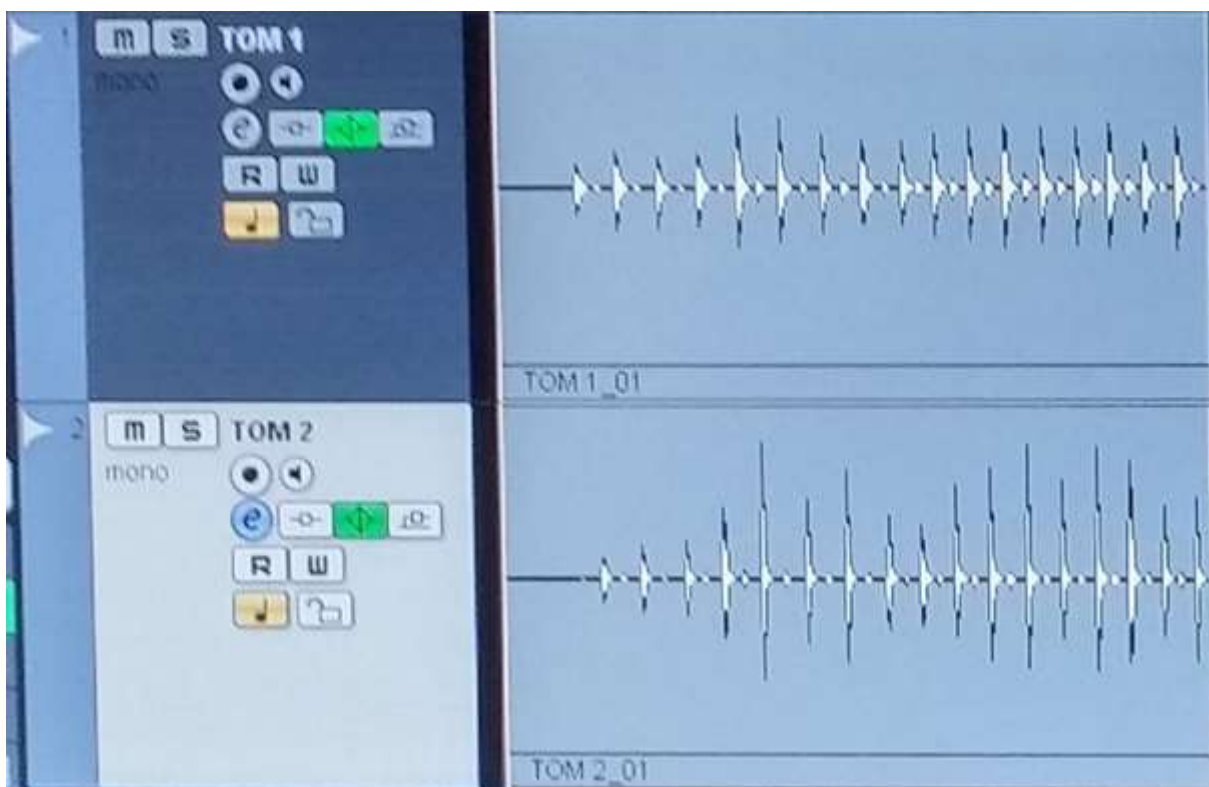 1 m S TOM 1
mono
e
R W
TOM 1_01
2 m S TOM 2
mono
e
R W
TOM 2_01